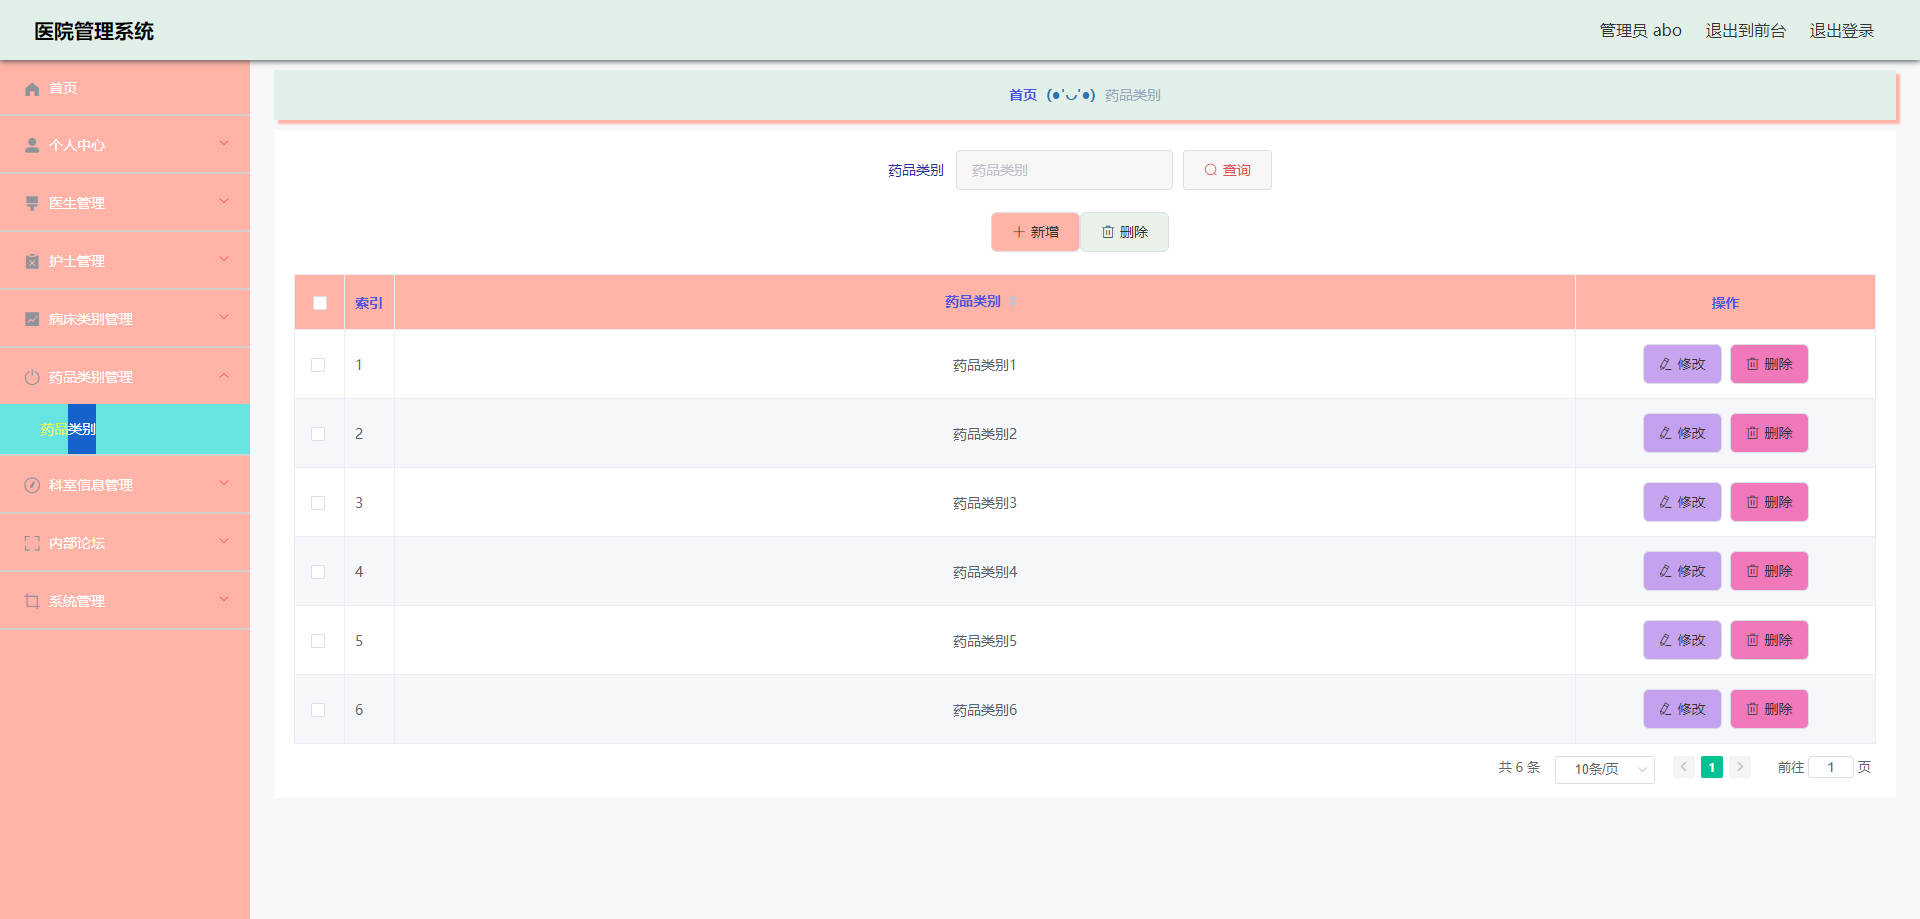 医院管理系统
管理员 abo 退出到前台 退出登录
首页
个人中心
医生管理
护士管理
病床类别管理
药品类别管理
药品类别
科室信息管理
内部论坛
系统管理
首页 (●'◡'●) 药品类别
药品类别 药品类别 查询
新增 删除
索引 药品类别 操作
1 药品类别1 修改 删除
2 药品类别2 修改 删除
3 药品类别3 修改 删除
4 药品类别4 修改 删除
5 药品类别5 修改 删除
6 药品类别6 修改 删除
共 6 条 10条/页 1 前往 1 页